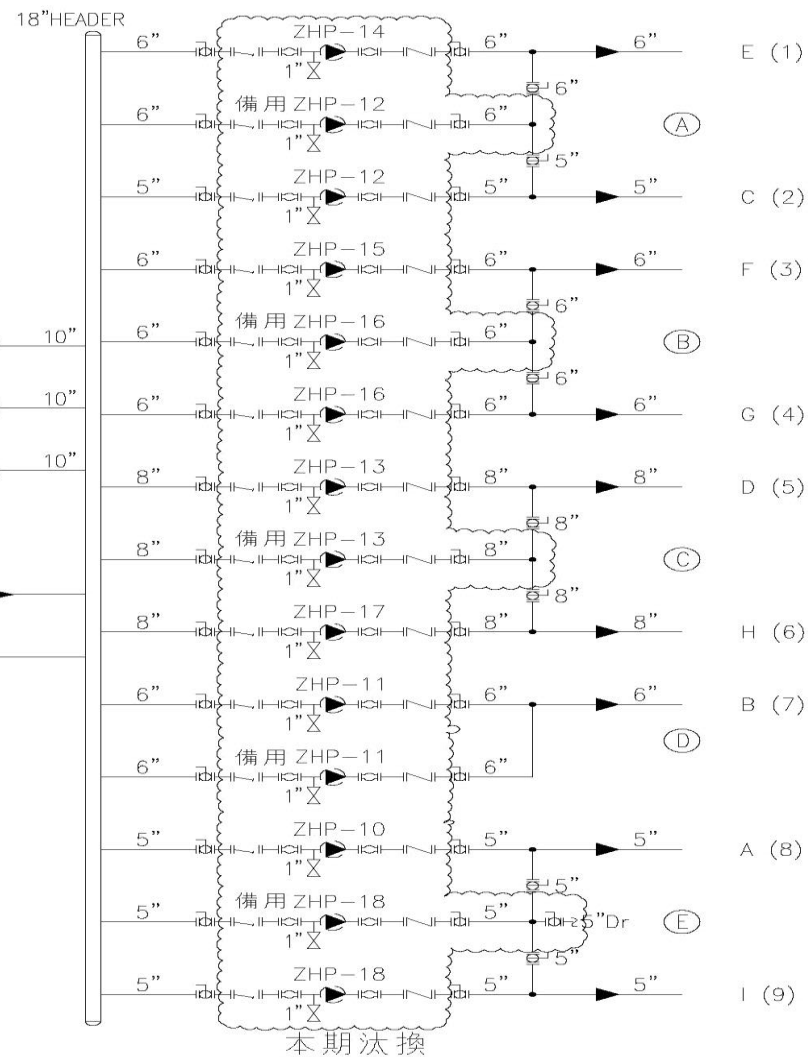 18”HEADER
6” ZHP-14 6” 6” E (1)
1” 6”
6” 備用 ZHP-12 6” A
1” 5”
5” ZHP-12 5” 5” C (2)
1”
6” ZHP-15 6” 6” F (3)
1” 6”
10” 6” 備用 ZHP-16 6” B
1” 6”
10” 6” ZHP-16 6” 6” G (4)
1”
10” 8” ZHP-13 8” 8” D (5)
1” 8”
8” 備用 ZHP-13 8” C
1” 8”
8” ZHP-17 8” 8” H (6)
1”
6” ZHP-11 6” 6” B (7)
1” D
6” 備用 ZHP-11 6”
1”
5” ZHP-10 5” 5” A (8)
1” 5”
5” 備用 ZHP-18 5” 5”Dr E
1” 5”
5” ZHP-18 5” 5” I (9)
1”
本期汰換